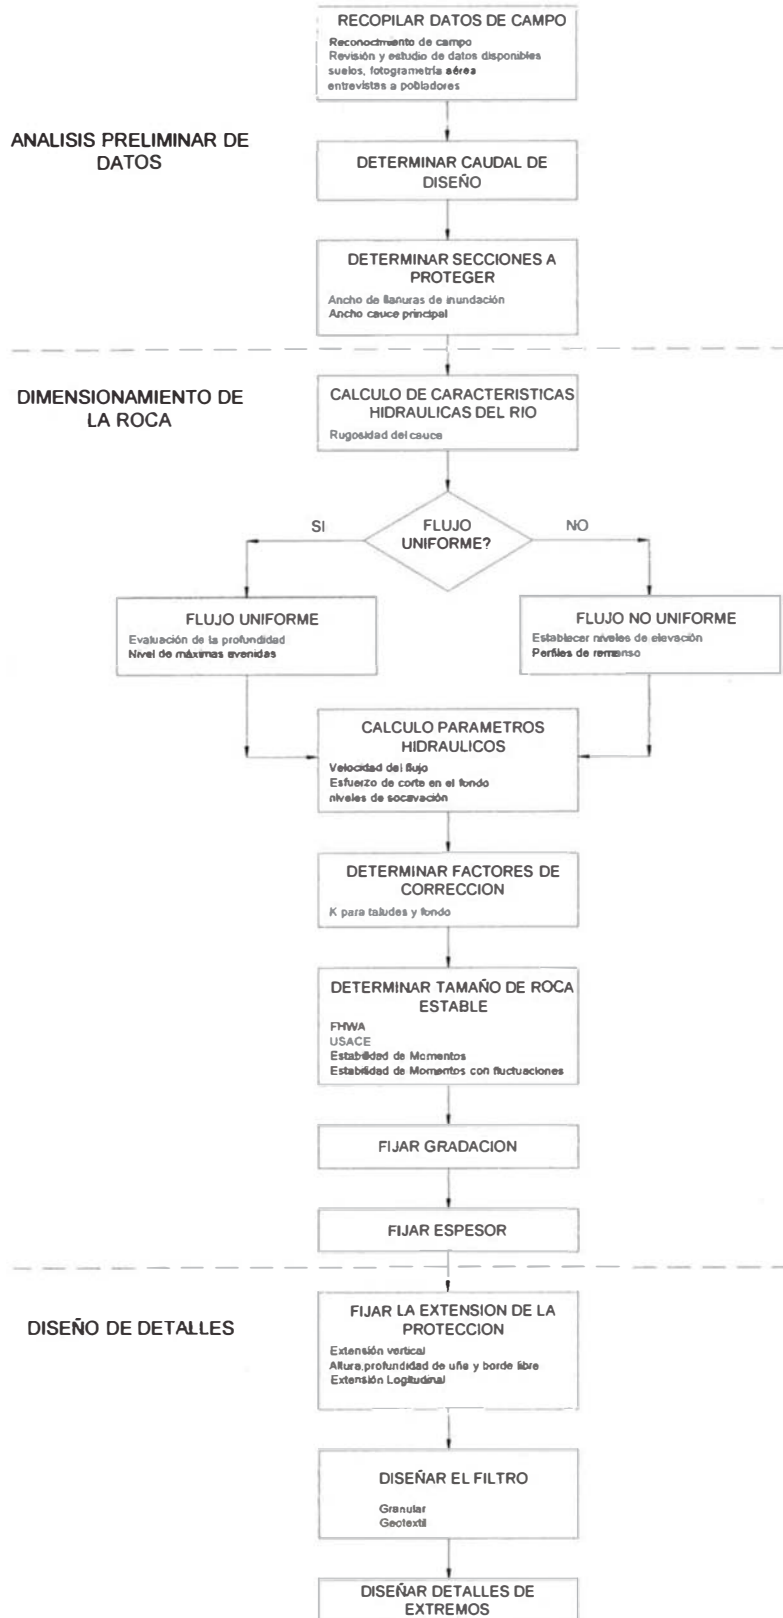 RECOPILAR DATOS DE CAMPO
Reconocimiento de campo
Revisión y estudio de datos disponibles
suelos, fotogrametría aérea
entrevistas a pobladores
ANALISIS PRELIMINAR DE
DATOS
DETERMINAR CAUDAL DE
DISEÑO
DETERMINAR SECCIONES A
PROTEGER
Ancho de llanuras de inundación
Ancho cauce principal
DIMENSIONAMIENTO DE
LA ROCA
CALCULO DE CARACTERISTICAS
HIDRAULICAS DEL RIO
Rugosidad del cauce
SI
FLUJO
UNIFORME?
NO
FLUJO UNIFORME
Evaluación de la profundidad
Nivel de máximas avenidas
FLUJO NO UNIFORME
Establecer niveles de elevación
Perfiles de remanso
CALCULO PARAMETROS
HIDRAULICOS
Velocidad del flujo
Esfuerzo de corte en el fondo
niveles de socavación
DETERMINAR FACTORES DE
CORRECCION
K para taludes y fondo
DETERMINAR TAMAÑO DE ROCA
ESTABLE
FHWA
USACE
Estabilidad de Momentos
Estabilidad de Momentos con fluctuaciones
FIJAR GRADACION
FIJAR ESPESOR
DISEÑO DE DETALLES
FIJAR LA EXTENSION DE LA
PROTECCION
Extensión vertical
Altura,profundidad de uña y borde libre
Extensión Logitudinal
DISEÑAR EL FILTRO
Granular
Geotextil
DISEÑAR DETALLES DE
EXTREMOS